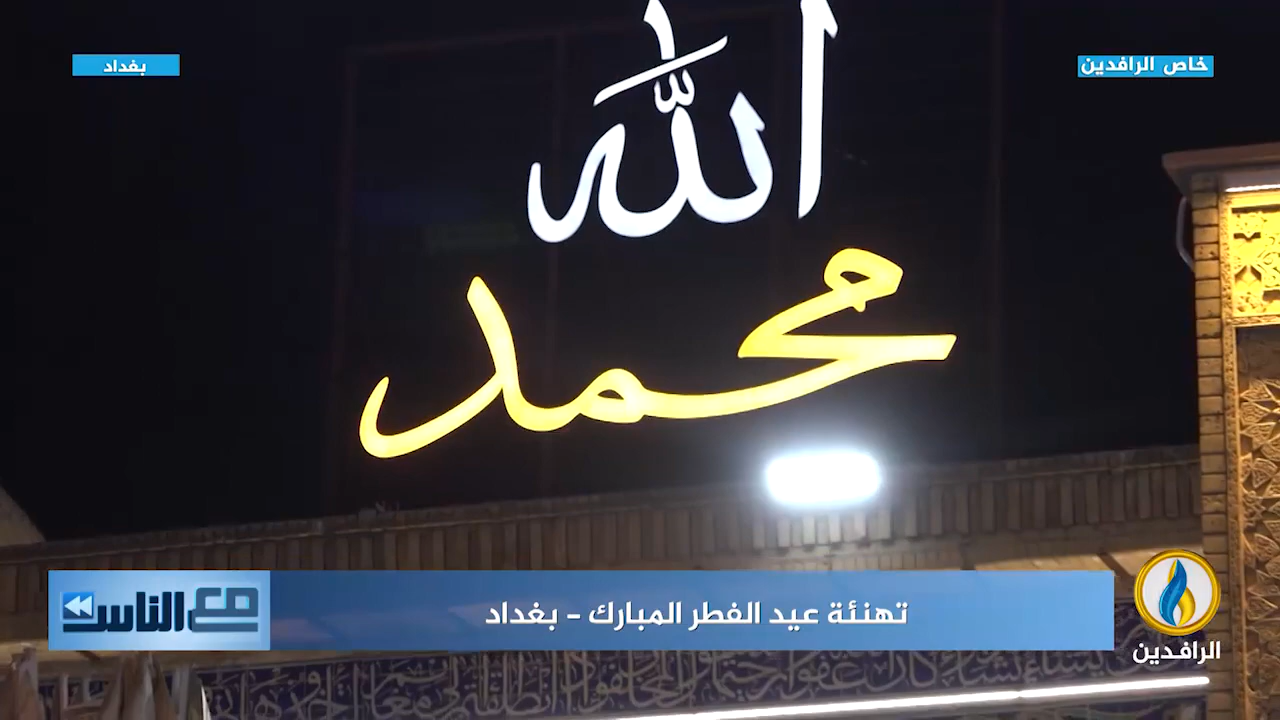 خاص الرافدين
بغداد
الله
محمد
تهنئة عيد الفطر المبارك - بغداد
مع الناس
الرافدين